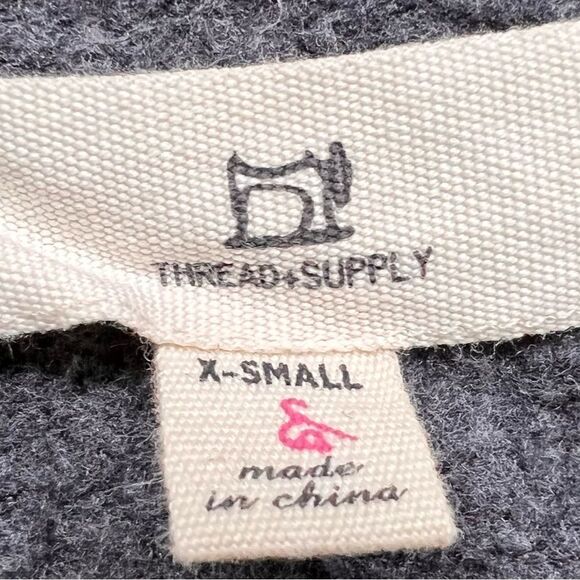 THREAD+SUPPLY
X-SMALL
made
in china